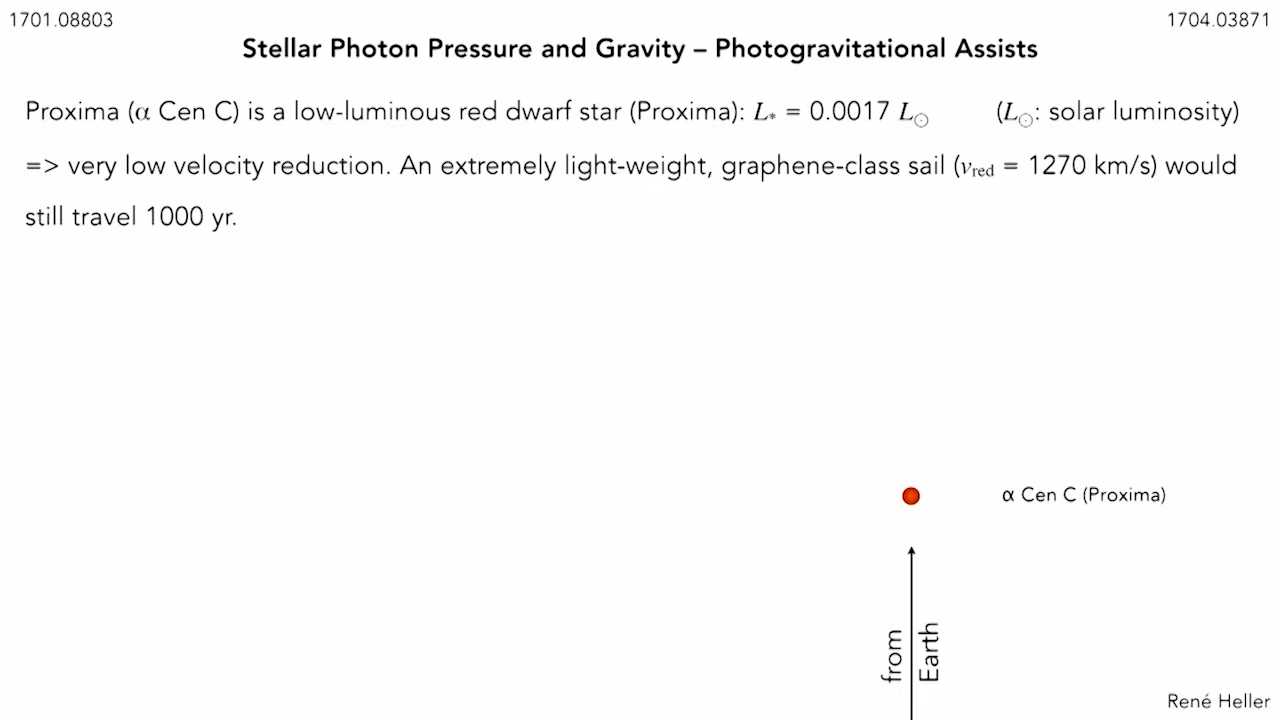 1701.08803
1704.03871
Stellar Photon Pressure and Gravity – Photogravitational Assists
Proxima (α Cen C) is a low-luminous red dwarf star (Proxima): L* = 0.0017 L☉ (L☉: solar luminosity)
=> very low velocity reduction. An extremely light-weight, graphene-class sail (vred = 1270 km/s) would
still travel 1000 yr.
α Cen C (Proxima)
from
Earth
René Heller